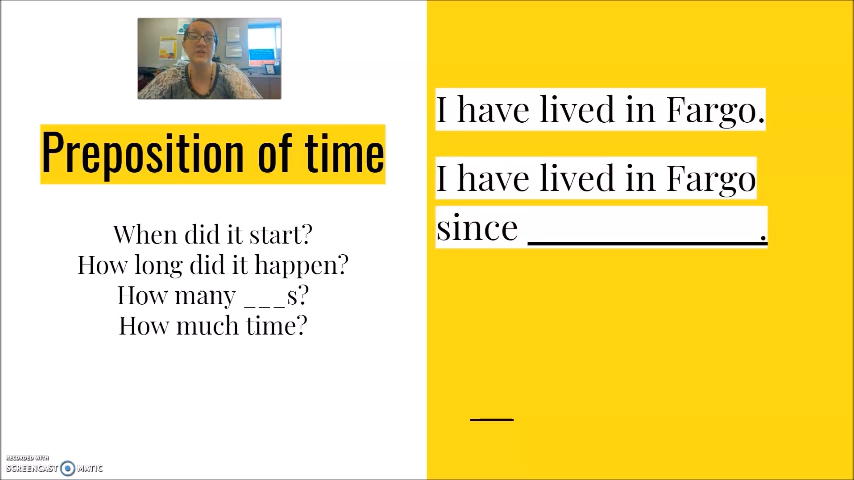 Preposition of time
When did it start?
How long did it happen?
How many ___s?
How much time?
I have lived in Fargo.
I have lived in Fargo
since ____________.
RECORDED WITH
SCREENCAST MATIC